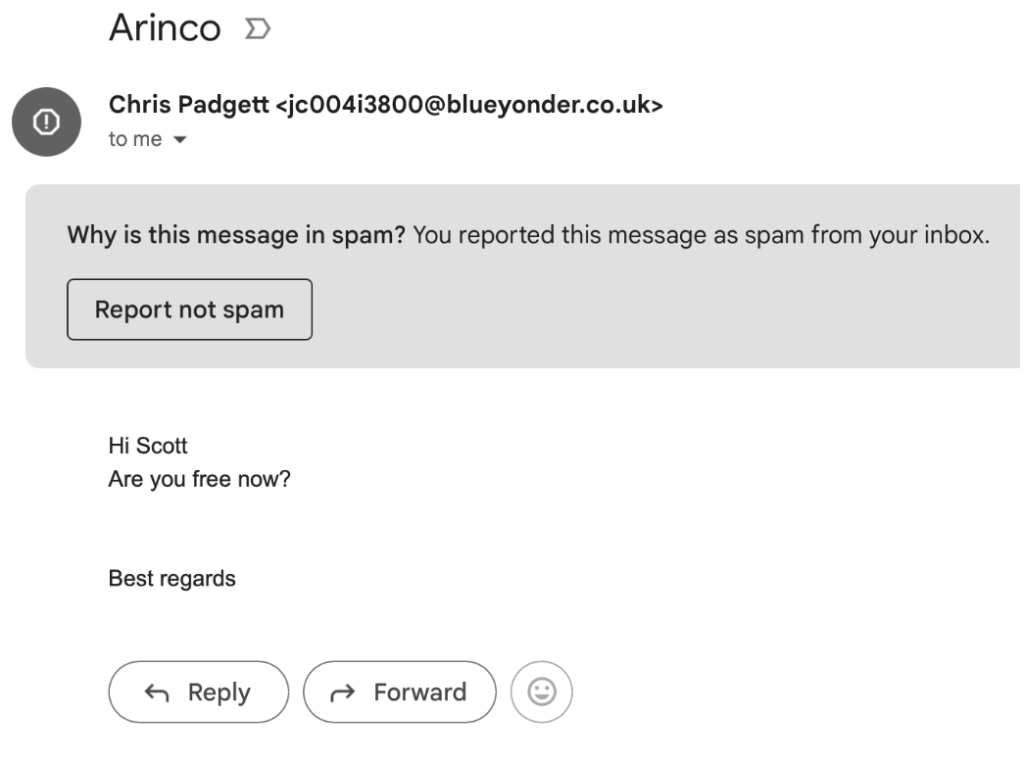 Arinco
Chris Padgett <jc004i3800@blueyonder.co.uk>
to me
Why is this message in spam? You reported this message as spam from your inbox.
Report not spam
Hi Scott
Are you free now?
Best regards
Reply
Forward